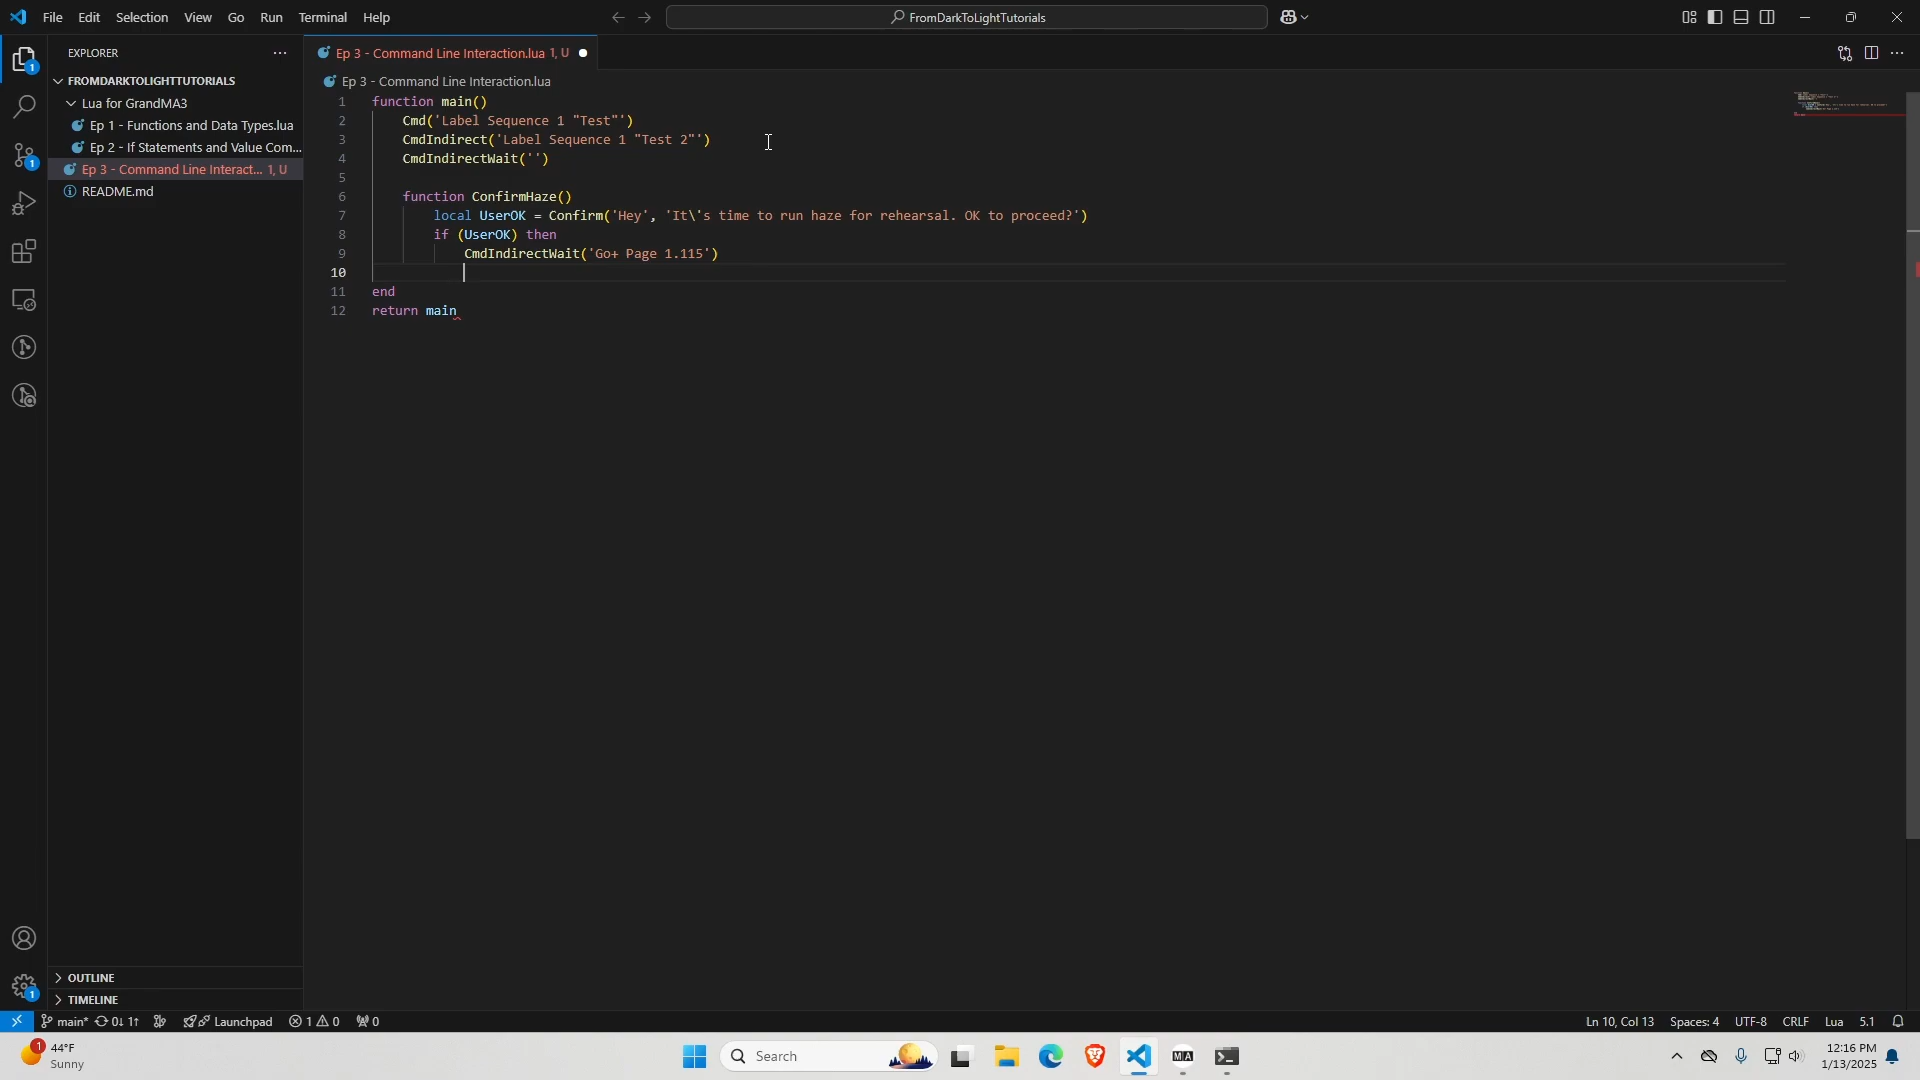 File Edit Selection View Go Run Terminal Help
FromDarkToLightTutorials
EXPLORER
FROMDARKTOLIGHTTUTORIALS
Lua for GrandMA3
Ep 1 - Functions and Data Types.lua
Ep 2 - If Statements and Value Com...
Ep 3 - Command Line Interact... 1, U
README.md
OUTLINE
TIMELINE
Ep 3 - Command Line Interaction.lua 1, U
Ep 3 - Command Line Interaction.lua
1 function main()
2 Cmd('Label Sequence 1 "Test"')
3 CmdIndirect('Label Sequence 1 "Test 2"')
4 CmdIndirectWait('')
5
6 function ConfirmHaze()
7 local UserOK = Confirm('Hey', 'It\'s time to run haze for rehearsal. OK to proceed?')
8 if (UserOK) then
9 CmdIndirectWait('Go+ Page 1.115')
10
11 end
12 return main
main* 0↓ 1↑ Launchpad 1 0 0
Ln 10, Col 13 Spaces: 4 UTF-8 CRLF Lua 5.1
1
1
1
1
44°F
Sunny
Search
MA
12:16 PM
1/13/2025